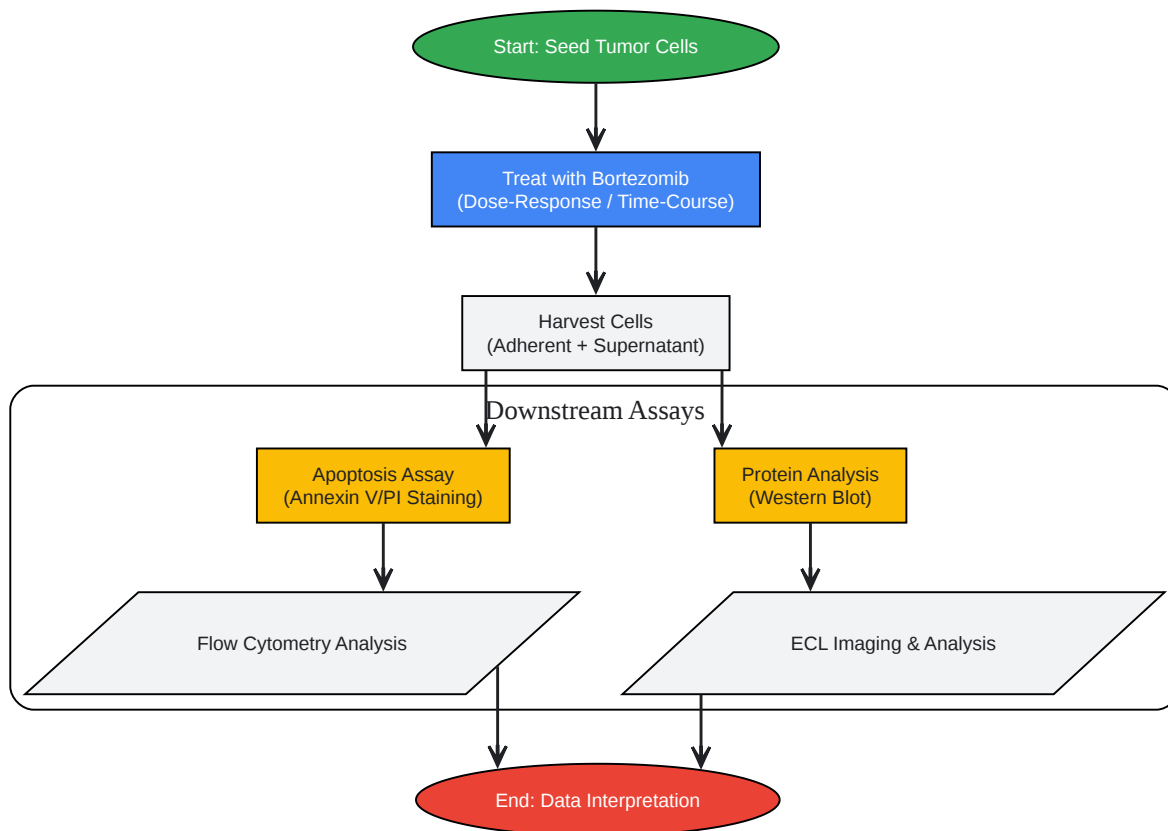 Start: Seed Tumor Cells
Treat with Bortezomib
(Dose-Response / Time-Course)
Harvest Cells
(Adherent + Supernatant)
Downstream Assays
Apoptosis Assay
(Annexin V/PI Staining)
Protein Analysis
(Western Blot)
Flow Cytometry Analysis
ECL Imaging & Analysis
End: Data Interpretation